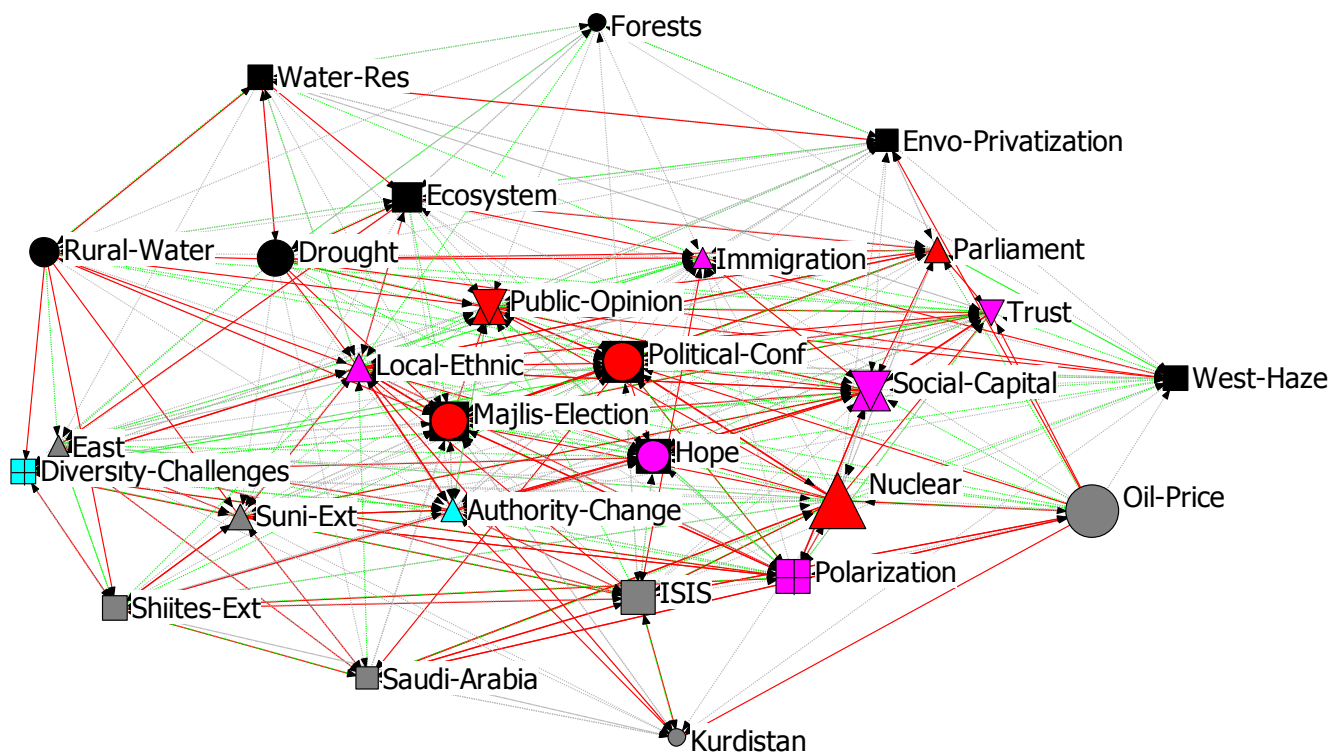 Forests
Water-Res
Envo-Privatization
Ecosystem
Rural-Water
Drought
Immigration
Parliament
Public-Opinion
Trust
Local-Ethnic
Political-Conf
Social-Capital
West-Haze
Majlis-Election
East
Hope
Diversity-Challenges
Nuclear
Oil-Price
Suni-Ext
Authority-Change
Polarization
ISIS
Shiites-Ext
Saudi-Arabia
Kurdistan